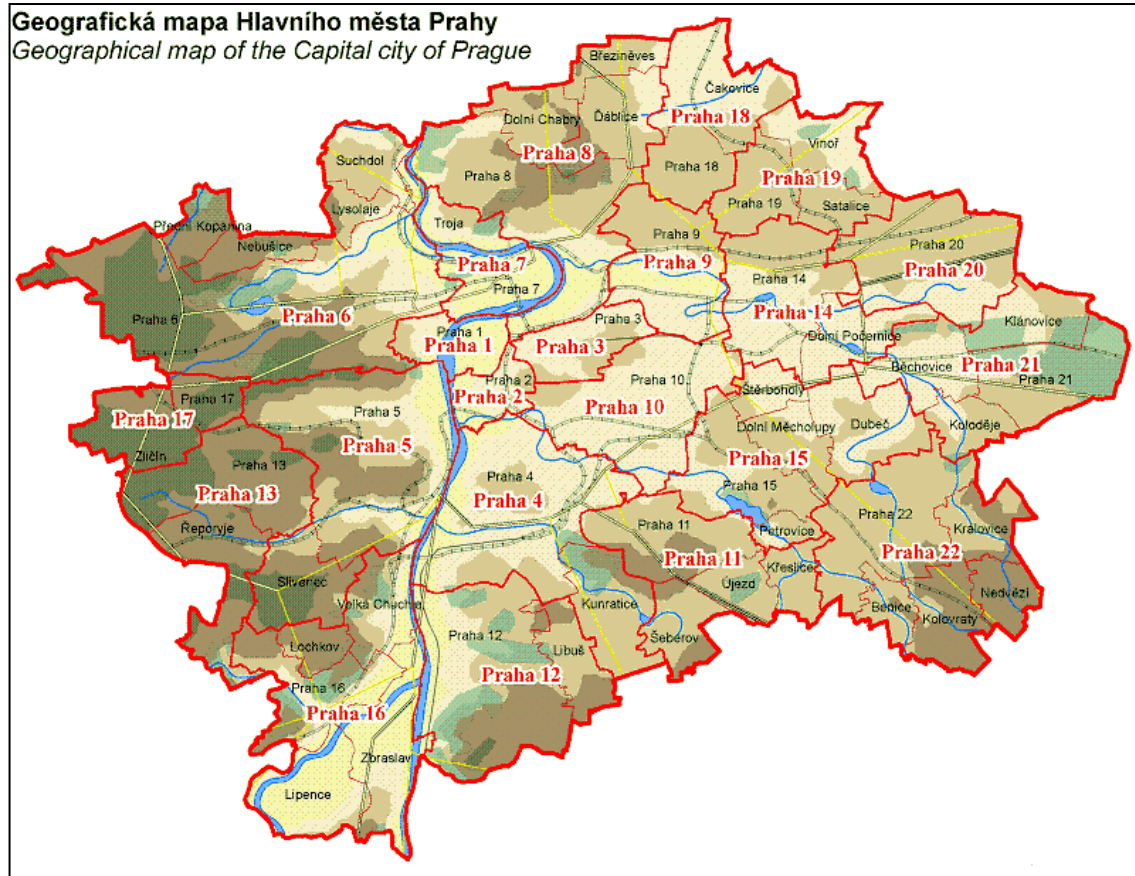 Geografická mapa Hlavního města Prahy
Geographical map of the Capital city of Prague
Březiněves
Čakovice
Dolní Chabry
Ďáblice
Praha 18
Praha 8
Vinoř
Suchdol
Praha 8
Praha 18
Praha 19
Lysolaje
Praha 19
Satalice
Přední Kopanina
Troja
Nebušice
Praha 9
Praha 20
Praha 7
Praha 9
Praha 20
Praha 14
Praha 7
Praha 6
Praha 6
Praha 14
Praha 3
Klánovice
Praha 1
Dolní Počernice
Praha 1
Praha 3
Běchovice
Praha 21
Praha 2
Praha 10
Praha 21
Štěrboholy
Praha 2
Praha 17
Praha 5
Praha 10
Praha 17
Dubeč
Koloděje
Dolní Měcholupy
Praha 5
Zličín
Praha 15
Praha 13
Praha 4
Praha 15
Praha 13
Praha 4
Praha 22
Řeporyje
Praha 11
Petrovice
Královice
Praha 22
Praha 11
Křeslice
Slivenec
Újezd
Nedvězí
Velká Chuchle
Kunratice
Benice
Kolovraty
Praha 12
Šeberov
Lochkov
Libuš
Praha 12
Praha 16
Praha 16
Zbraslav
Lipence